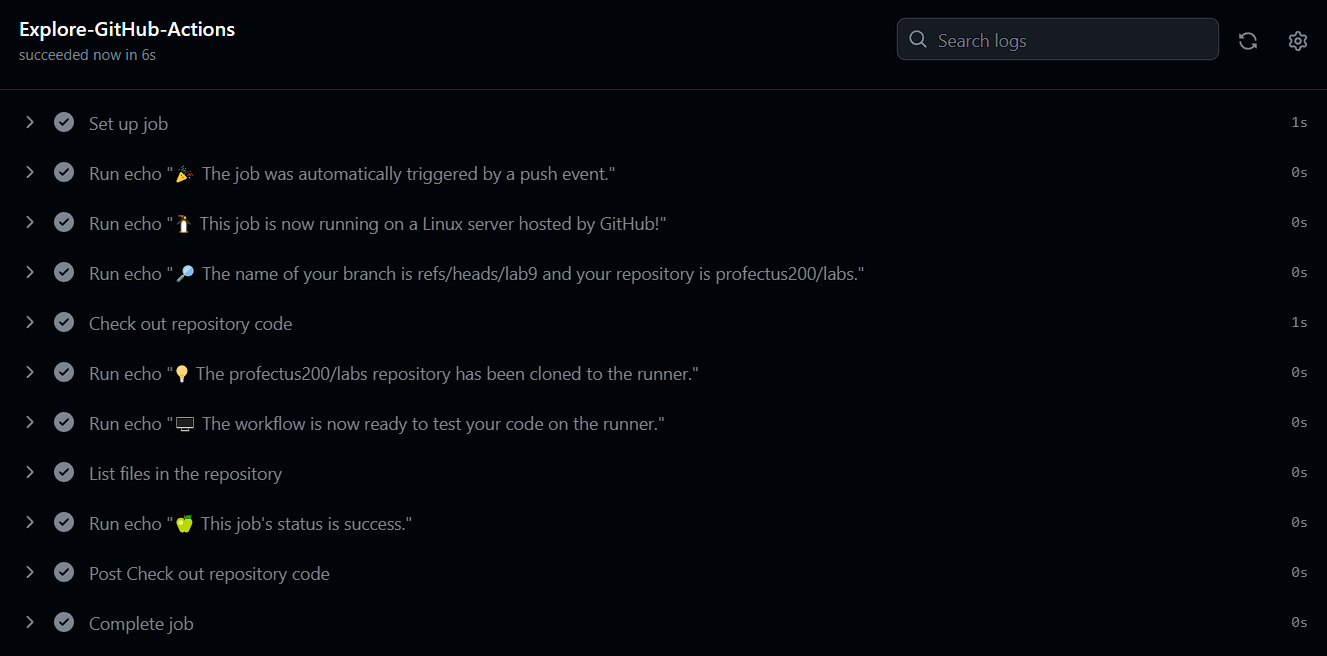 Explore-GitHub-Actions
succeeded now in 6s
Search logs
Set up job 1s
Run echo "🎉 The job was automatically triggered by a push event." 0s
Run echo "🐧 This job is now running on a Linux server hosted by GitHub!" 0s
Run echo "🔎 The name of your branch is refs/heads/lab9 and your repository is profectus200/labs." 0s
Check out repository code 1s
Run echo "💡 The profectus200/labs repository has been cloned to the runner." 0s
Run echo "🖥️ The workflow is now ready to test your code on the runner." 0s
List files in the repository 0s
Run echo "🍏 This job's status is success." 0s
Post Check out repository code 0s
Complete job 0s